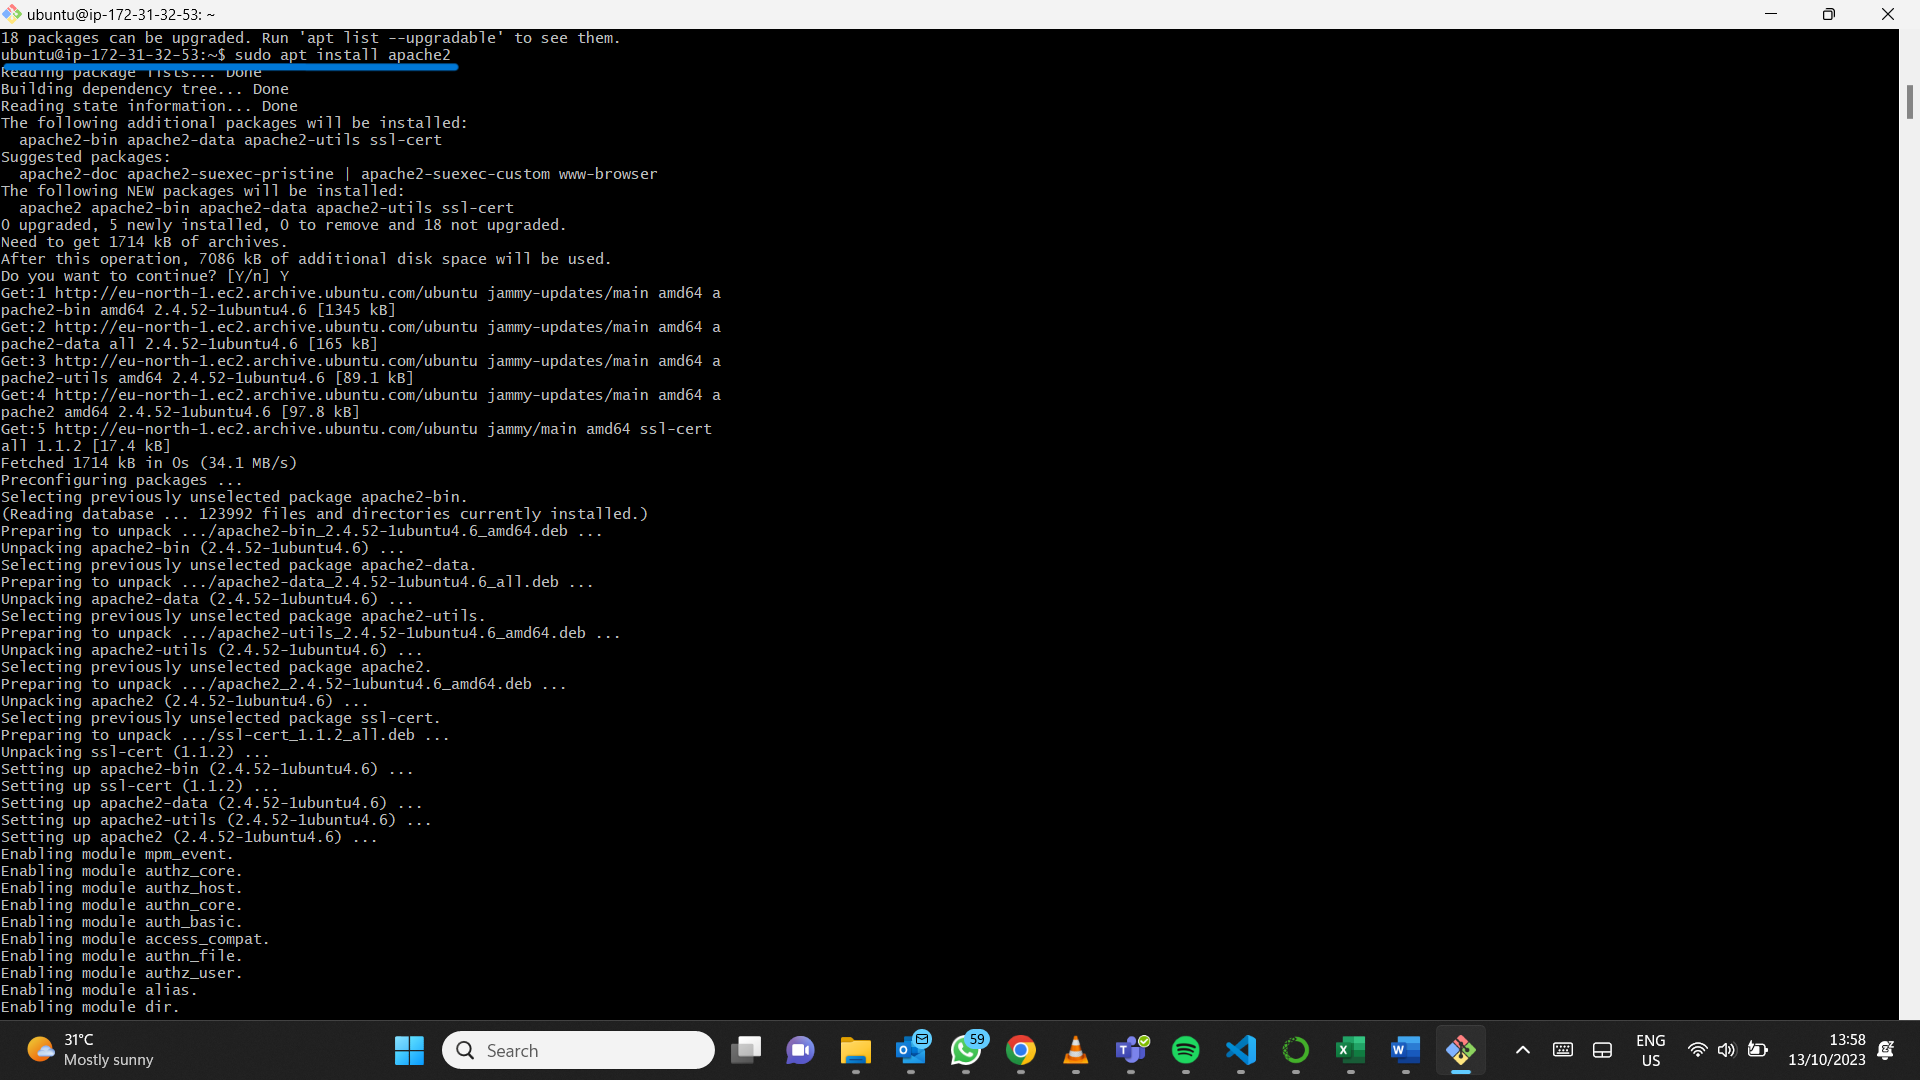 ubuntu@ip-172-31-32-53: ~
18 packages can be upgraded. Run 'apt list --upgradable' to see them.
ubuntu@ip-172-31-32-53:~$ sudo apt install apache2
Reading package lists... Done
Building dependency tree... Done
Reading state information... Done
The following additional packages will be installed:
  apache2-bin apache2-data apache2-utils ssl-cert
Suggested packages:
  apache2-doc apache2-suexec-pristine | apache2-suexec-custom www-browser
The following NEW packages will be installed:
  apache2 apache2-bin apache2-data apache2-utils ssl-cert
0 upgraded, 5 newly installed, 0 to remove and 18 not upgraded.
Need to get 1714 kB of archives.
After this operation, 7086 kB of additional disk space will be used.
Do you want to continue? [Y/n] Y
Get:1 http://eu-north-1.ec2.archive.ubuntu.com/ubuntu jammy-updates/main amd64 a
pache2-bin amd64 2.4.52-1ubuntu4.6 [1345 kB]
Get:2 http://eu-north-1.ec2.archive.ubuntu.com/ubuntu jammy-updates/main amd64 a
pache2-data all 2.4.52-1ubuntu4.6 [165 kB]
Get:3 http://eu-north-1.ec2.archive.ubuntu.com/ubuntu jammy-updates/main amd64 a
pache2-utils amd64 2.4.52-1ubuntu4.6 [89.1 kB]
Get:4 http://eu-north-1.ec2.archive.ubuntu.com/ubuntu jammy-updates/main amd64 a
pache2 amd64 2.4.52-1ubuntu4.6 [97.8 kB]
Get:5 http://eu-north-1.ec2.archive.ubuntu.com/ubuntu jammy/main amd64 ssl-cert
all 1.1.2 [17.4 kB]
Fetched 1714 kB in 0s (34.1 MB/s)
Preconfiguring packages ...
Selecting previously unselected package apache2-bin.
(Reading database ... 123992 files and directories currently installed.)
Preparing to unpack .../apache2-bin_2.4.52-1ubuntu4.6_amd64.deb ...
Unpacking apache2-bin (2.4.52-1ubuntu4.6) ...
Selecting previously unselected package apache2-data.
Preparing to unpack .../apache2-data_2.4.52-1ubuntu4.6_all.deb ...
Unpacking apache2-data (2.4.52-1ubuntu4.6) ...
Selecting previously unselected package apache2-utils.
Preparing to unpack .../apache2-utils_2.4.52-1ubuntu4.6_amd64.deb ...
Unpacking apache2-utils (2.4.52-1ubuntu4.6) ...
Selecting previously unselected package apache2.
Preparing to unpack .../apache2_2.4.52-1ubuntu4.6_amd64.deb ...
Unpacking apache2 (2.4.52-1ubuntu4.6) ...
Selecting previously unselected package ssl-cert.
Preparing to unpack .../ssl-cert_1.1.2_all.deb ...
Unpacking ssl-cert (1.1.2) ...
Setting up apache2-bin (2.4.52-1ubuntu4.6) ...
Setting up ssl-cert (1.1.2) ...
Setting up apache2-data (2.4.52-1ubuntu4.6) ...
Setting up apache2-utils (2.4.52-1ubuntu4.6) ...
Setting up apache2 (2.4.52-1ubuntu4.6) ...
Enabling module mpm_event.
Enabling module authz_core.
Enabling module authz_host.
Enabling module authn_core.
Enabling module auth_basic.
Enabling module access_compat.
Enabling module authn_file.
Enabling module authz_user.
Enabling module alias.
Enabling module dir.
31°C
Mostly sunny
Search
59
ENG
US
13:58
13/10/2023